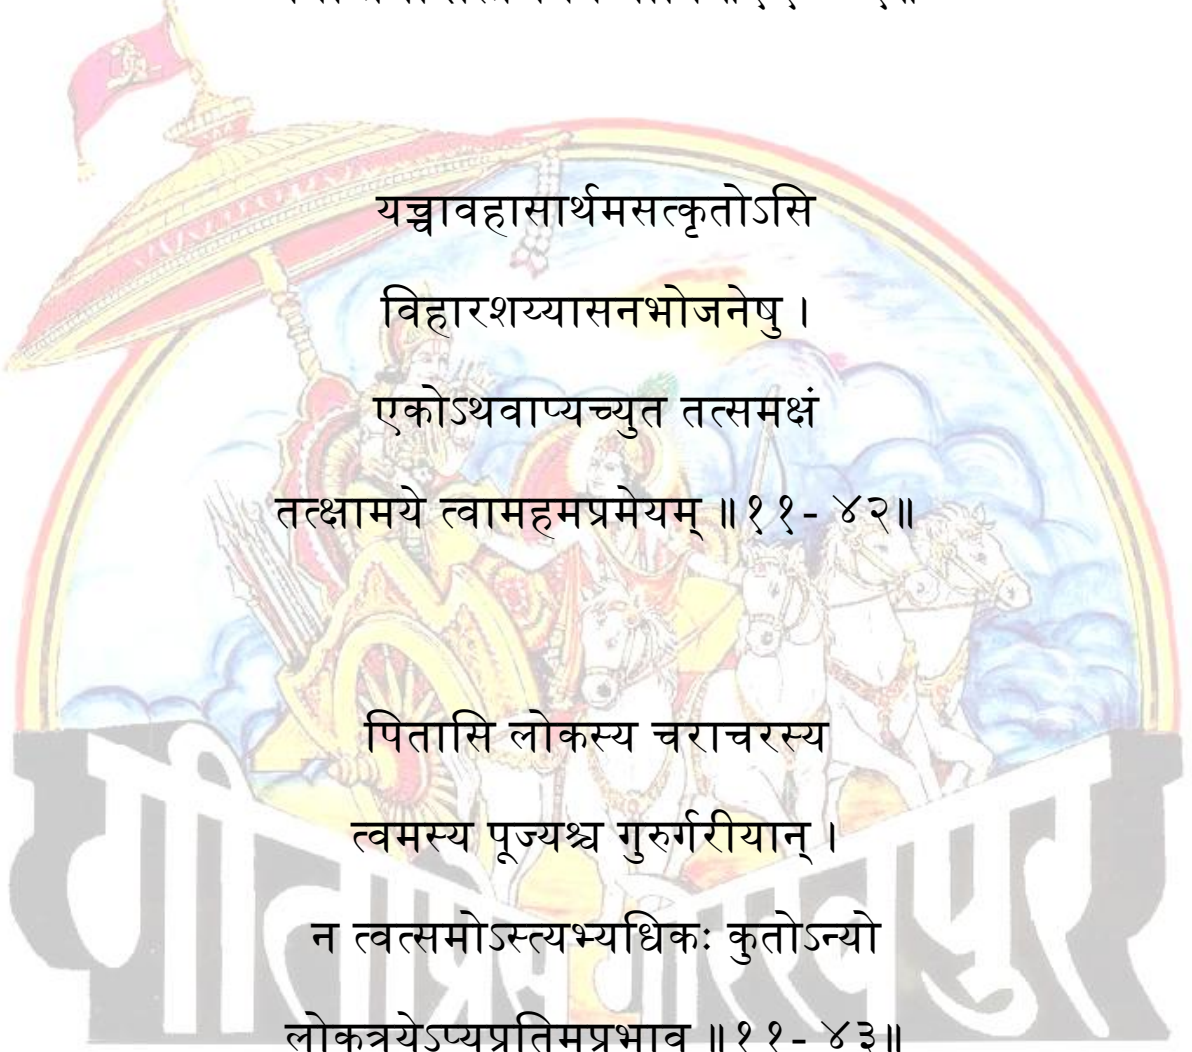 यच्चावहासार्थमसत्कृतोऽसि
विहारशय्यासनभोजनेषु ।
एकोऽथवाप्यच्युत तत्समक्षं
तत्क्षामये त्वामहमप्रमेयम् ॥११- ४२॥
पितासि लोकस्य चराचरस्य
त्वमस्य पूज्यश्च गुरुर्गरीयान् ।
न त्वत्समोऽस्त्यभ्यधिकः कुतोऽन्यो
लोकत्रयेऽप्यप्रतिमप्रभाव ॥११- ४३॥
गीताप्रेस गोरखपुर